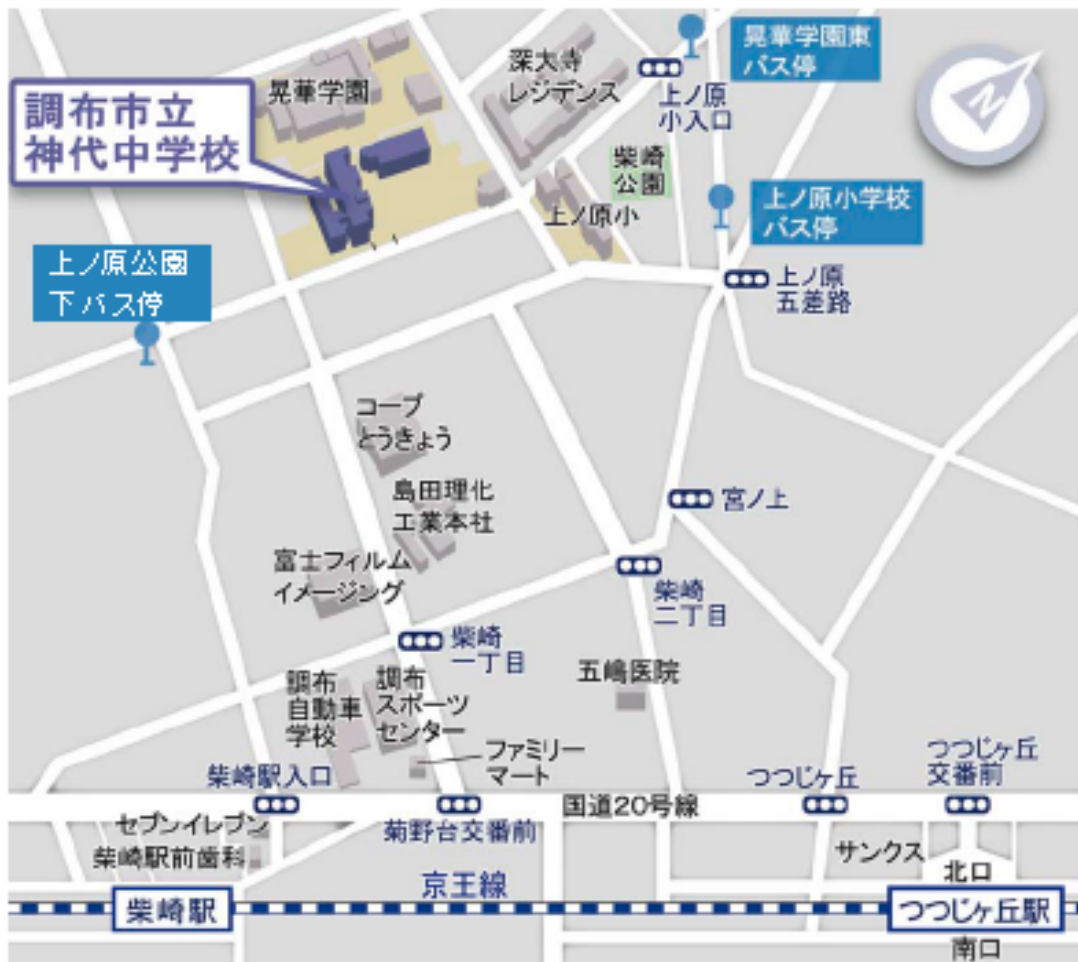 晃華学園東
バス停
晃華学園
深大寺
レジデンス
上ノ原
小入口
N
調布市立
神代中学校
柴崎
公園
上ノ原小
上ノ原小学校
バス停
上ノ原公園
下バス停
上ノ原
五差路
コープ
とうきょう
島田理化
工業本社
宮ノ上
富士フィルム
イメージング
柴崎
二丁目
柴崎
一丁目
五嶋医院
調布
自動車
学校
調布
スポーツ
センター
ファミリー
マート
柴崎駅入口
つつじヶ丘
つつじヶ丘
交番前
国道20号線
セブンイレブン
菊野台交番前
柴崎駅前歯科
サンクス
北口
京王線
柴崎駅
つつじヶ丘駅
南口